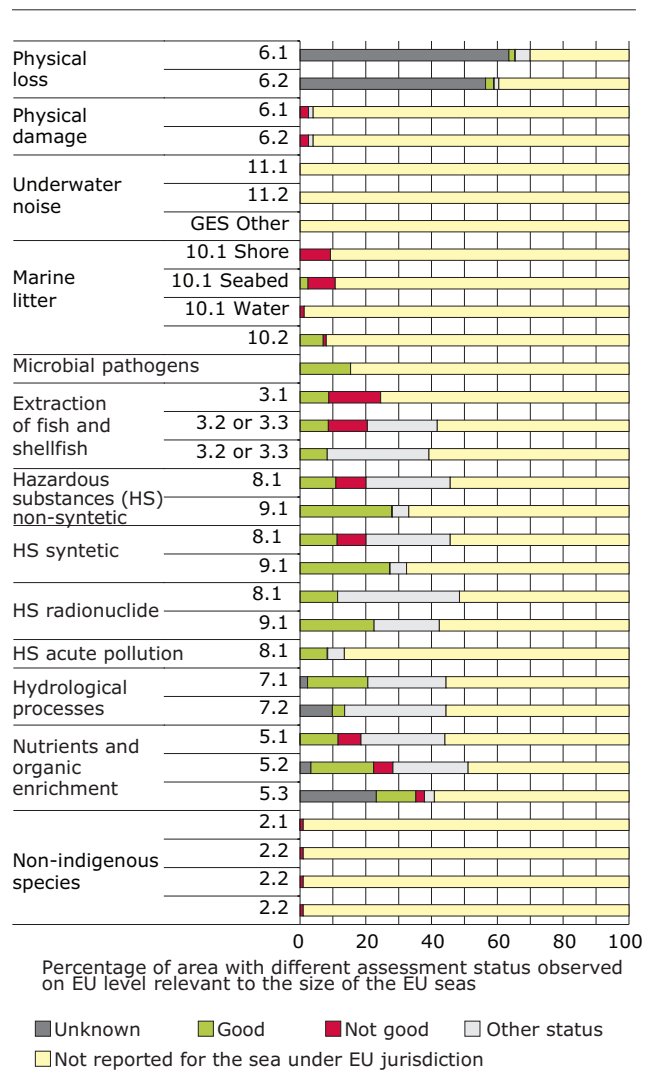 Physical
loss
6.1
6.2
Physical
damage
6.1
6.2
Underwater
noise
11.1
11.2
GES Other
Marine
litter
10.1 Shore
10.1 Seabed
10.1 Water
10.2
Microbial pathogens
Extraction
of fish and
shellfish
3.1
3.2 or 3.3
3.2 or 3.3
Hazardous
substances (HS)
non-syntetic
8.1
9.1
HS syntetic
8.1
9.1
HS radionuclide
8.1
9.1
HS acute pollution
8.1
Hydrological
processes
7.1
7.2
Nutrients and
organic
enrichment
5.1
5.2
5.3
Non-indigenous
species
2.1
2.2
2.2
2.2
0 20 40 60 80 100
Percentage of area with different assessment status observed
on EU level relevant to the size of the EU seas
Unknown Good Not good Other status
Not reported for the sea under EU jurisdiction